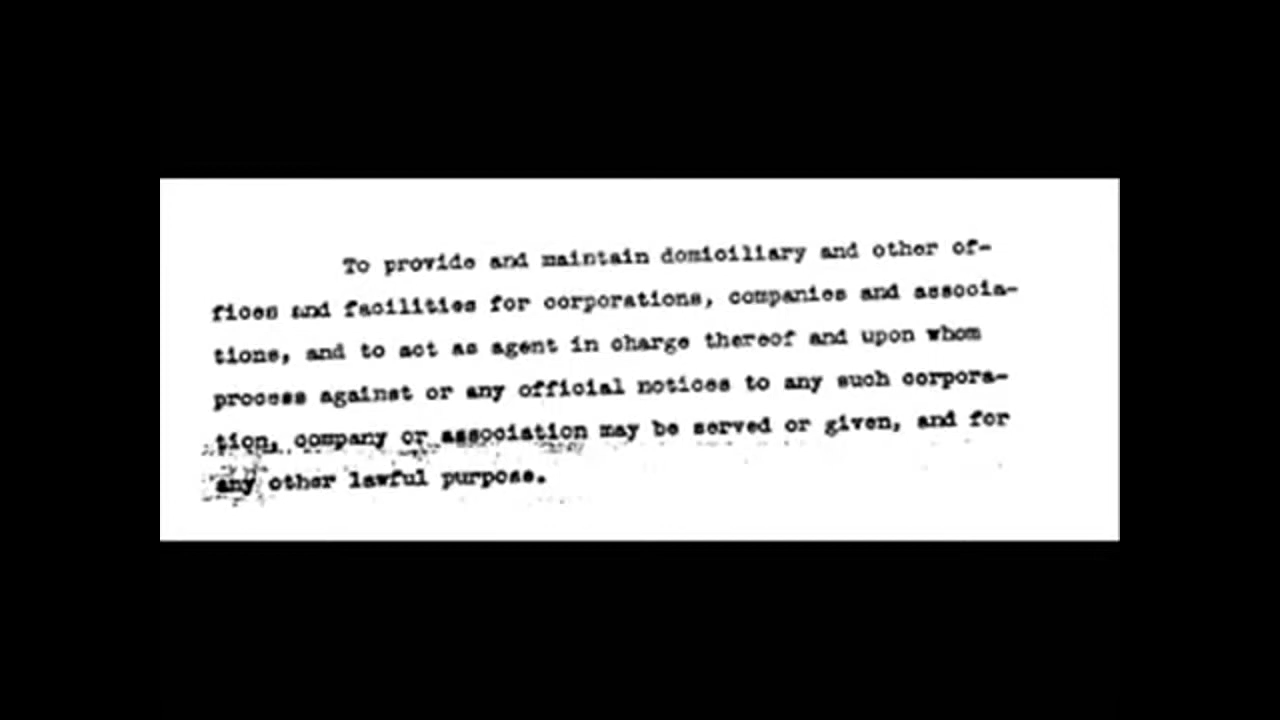 To provide and maintain domiciliary and other of-
fices and facilities for corporations, companies and associa-
tions, and to act as agent in charge thereof and upon whom
process against or any official notices to any such corpora-
tion, company or association may be served or given, and for
any other lawful purpose.